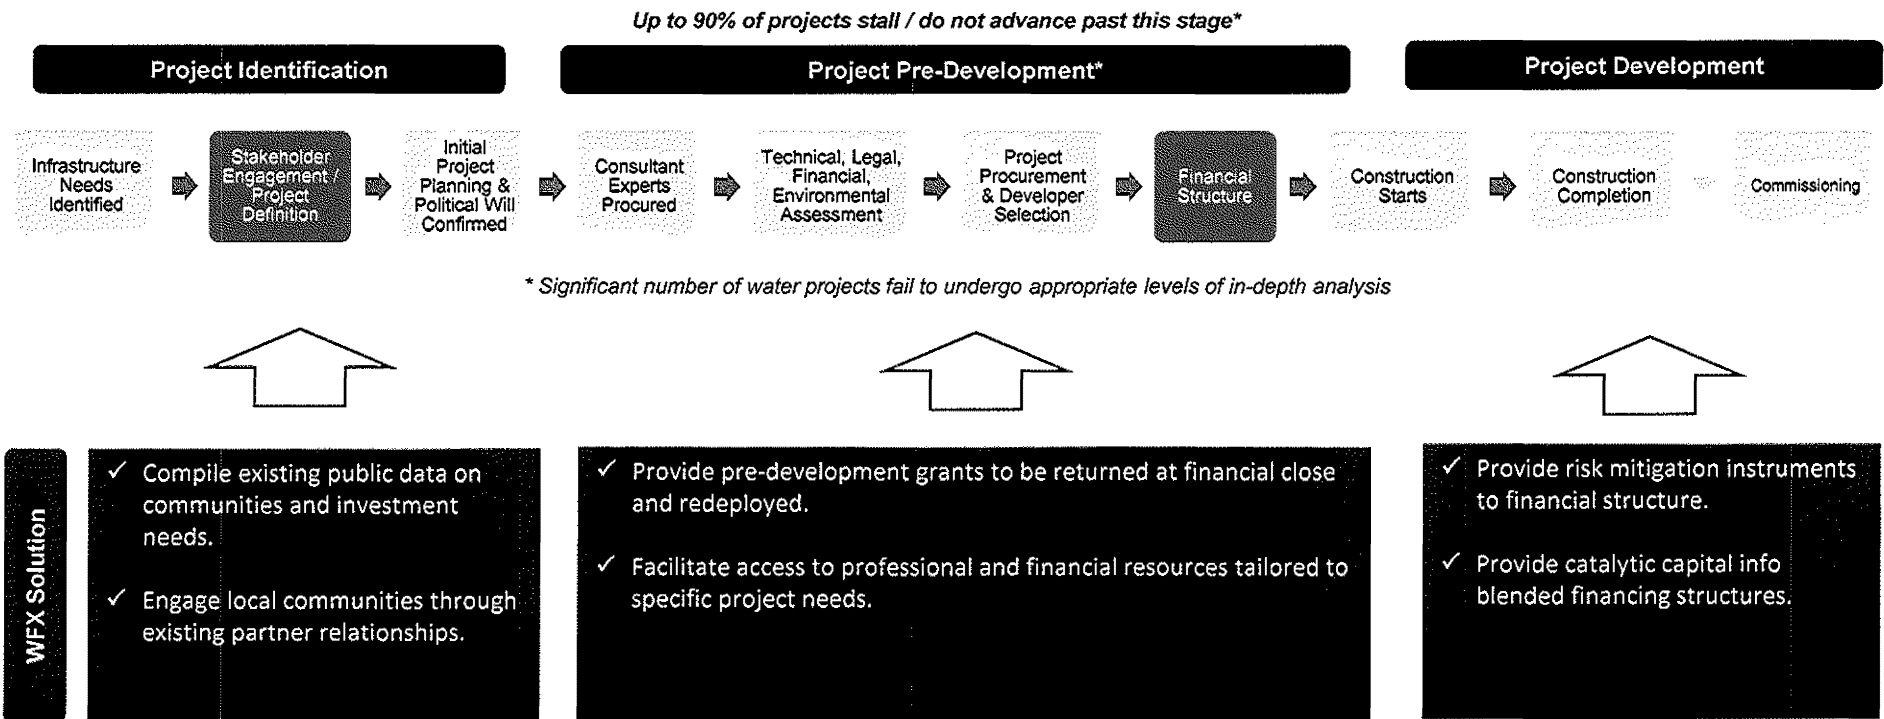 Up to 90% of projects stall / do not advance past this stage*
Project Identification
Project Pre-Development*
Project Development
Infrastructure
Needs
Identified
Stakeholder
Engagement /
Project
Definition
Initial
Project
Planning &
Political Will
Confirmed
Consultant
Experts
Procured
Technical, Legal,
Financial,
Environmental
Assessment
Project
Procurement
& Developer
Selection
Financial
Structure
Construction
Starts
Construction
Completion
Commissioning
* Significant number of water projects fail to undergo appropriate levels of in-depth analysis
WFX Solution
✓ Compile existing public data on
communities and investment
needs.
✓ Engage local communities through
existing partner relationships.
✓ Provide pre-development grants to be returned at financial close
and redeployed.
✓ Facilitate access to professional and financial resources tailored to
specific project needs.
✓ Provide risk mitigation instruments
to financial structure.
✓ Provide catalytic capital info
blended financing structures.